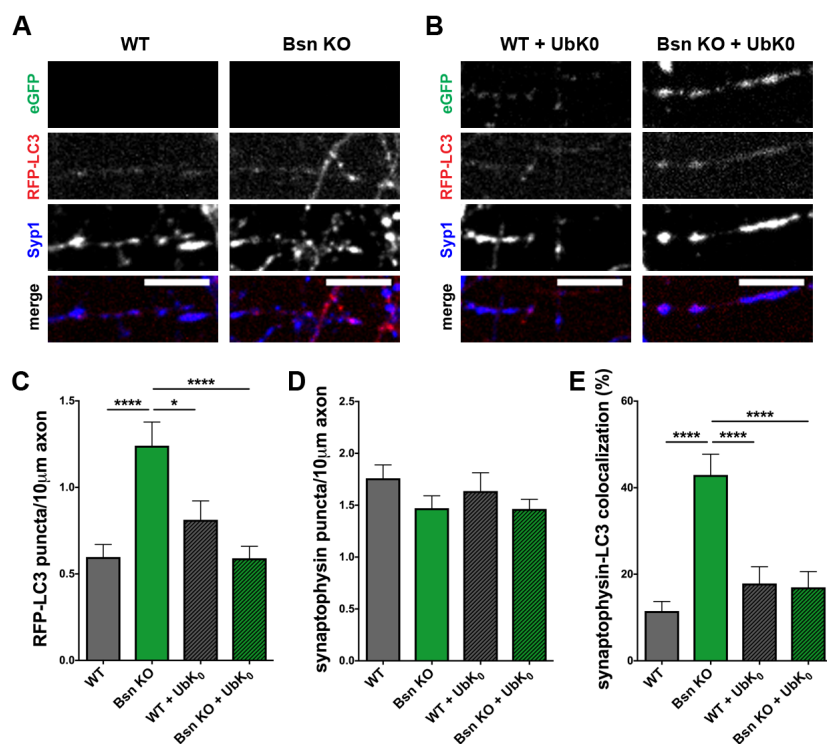 A
B
WT
Bsn KO
WT + UbK0
Bsn KO + UbK0
eGFP
RFP-LC3
Syp1
merge
eGFP
RFP-LC3
Syp1
merge
C
D
E
RFP-LC3 puncta/10μm axon
1.5
1.0
0.5
0.0
****
****
*
WT
Bsn KO
WT + UbK₀
Bsn KO + UbK₀
synaptophysin puncta/10μm axon
2.5
2.0
1.5
1.0
0.5
0.0
WT
Bsn KO
WT + UbK₀
Bsn KO + UbK₀
synaptophysin-LC3 colocalization (%)
60
40
20
0
****
****
****
WT
Bsn KO
WT + UbK₀
Bsn KO + UbK₀